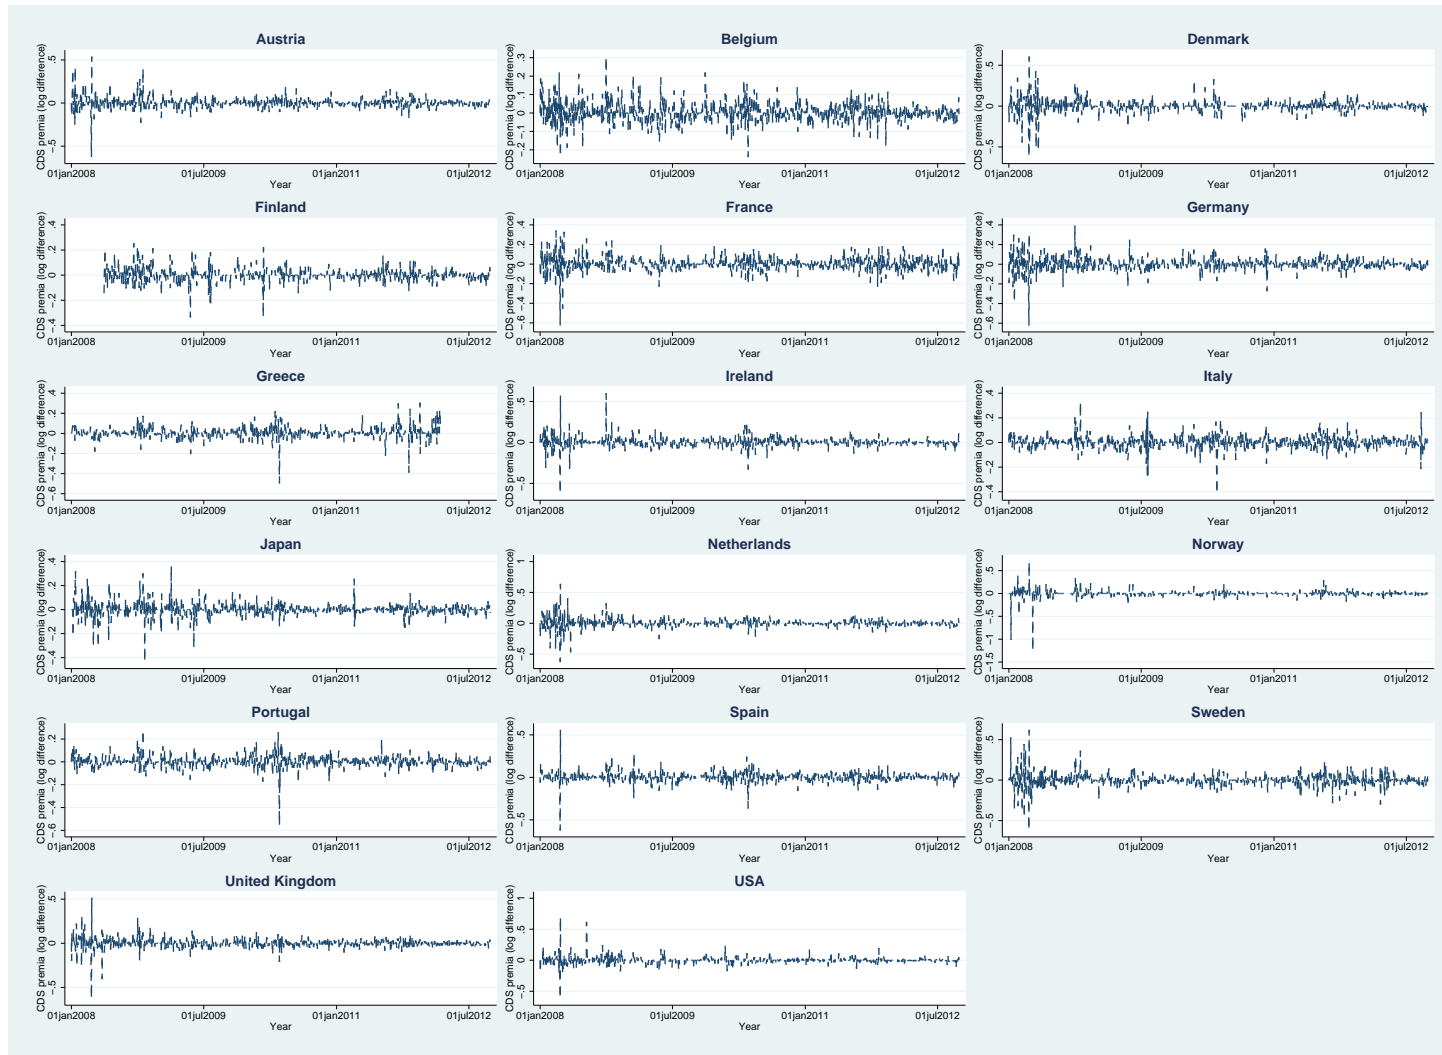 Austria
CDS premia (log difference)
-.5 0 .5
01jan2008 01jul2009 01jan2011 01jul2012
Year
Belgium
CDS premia (log difference)
-.2 -.1 0 .1 .2 .3
01jan2008 01jul2009 01jan2011 01jul2012
Year
Denmark
CDS premia (log difference)
-.5 0 .5
01jan2008 01jul2009 01jan2011 01jul2012
Year
Finland
CDS premia (log difference)
-.4 -.2 0 .2 .4
01jan2008 01jul2009 01jan2011 01jul2012
Year
France
CDS premia (log difference)
-.6 -.4 -.2 0 .2 .4
01jan2008 01jul2009 01jan2011 01jul2012
Year
Germany
CDS premia (log difference)
-.6 -.4 -.2 0 .2 .4
01jan2008 01jul2009 01jan2011 01jul2012
Year
Greece
CDS premia (log difference)
-.6 -.4 -.2 0 .2 .4
01jan2008 01jul2009 01jan2011 01jul2012
Year
Ireland
CDS premia (log difference)
-.5 0 .5
01jan2008 01jul2009 01jan2011 01jul2012
Year
Italy
CDS premia (log difference)
-.4 -.2 0 .2 .4
01jan2008 01jul2009 01jan2011 01jul2012
Year
Japan
CDS premia (log difference)
-.4 -.2 0 .2 .4
01jan2008 01jul2009 01jan2011 01jul2012
Year
Netherlands
CDS premia (log difference)
-.5 0 .5 1
01jan2008 01jul2009 01jan2011 01jul2012
Year
Norway
CDS premia (log difference)
-1.5 -1 -.5 0 .5
01jan2008 01jul2009 01jan2011 01jul2012
Year
Portugal
CDS premia (log difference)
-.6 -.4 -.2 0 .2
01jan2008 01jul2009 01jan2011 01jul2012
Year
Spain
CDS premia (log difference)
-.5 0 .5
01jan2008 01jul2009 01jan2011 01jul2012
Year
Sweden
CDS premia (log difference)
-.5 0 .5
01jan2008 01jul2009 01jan2011 01jul2012
Year
United Kingdom
CDS premia (log difference)
-.5 0 .5
01jan2008 01jul2009 01jan2011 01jul2012
Year
USA
CDS premia (log difference)
-.5 0 .5 1
01jan2008 01jul2009 01jan2011 01jul2012
Year